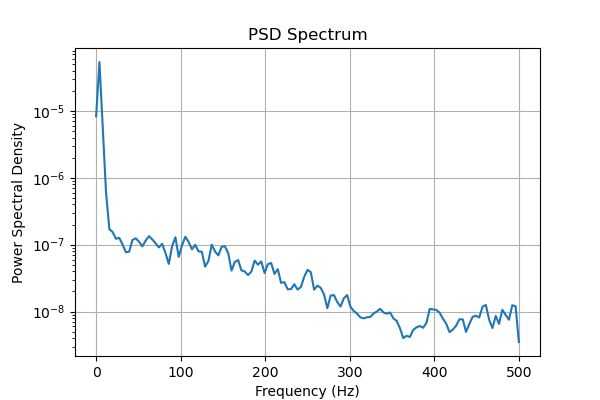 PSD Spectrum
Power Spectral Density
10⁻⁵
10⁻⁶
10⁻⁷
10⁻⁸
0 100 200 300 400 500
Frequency (Hz)